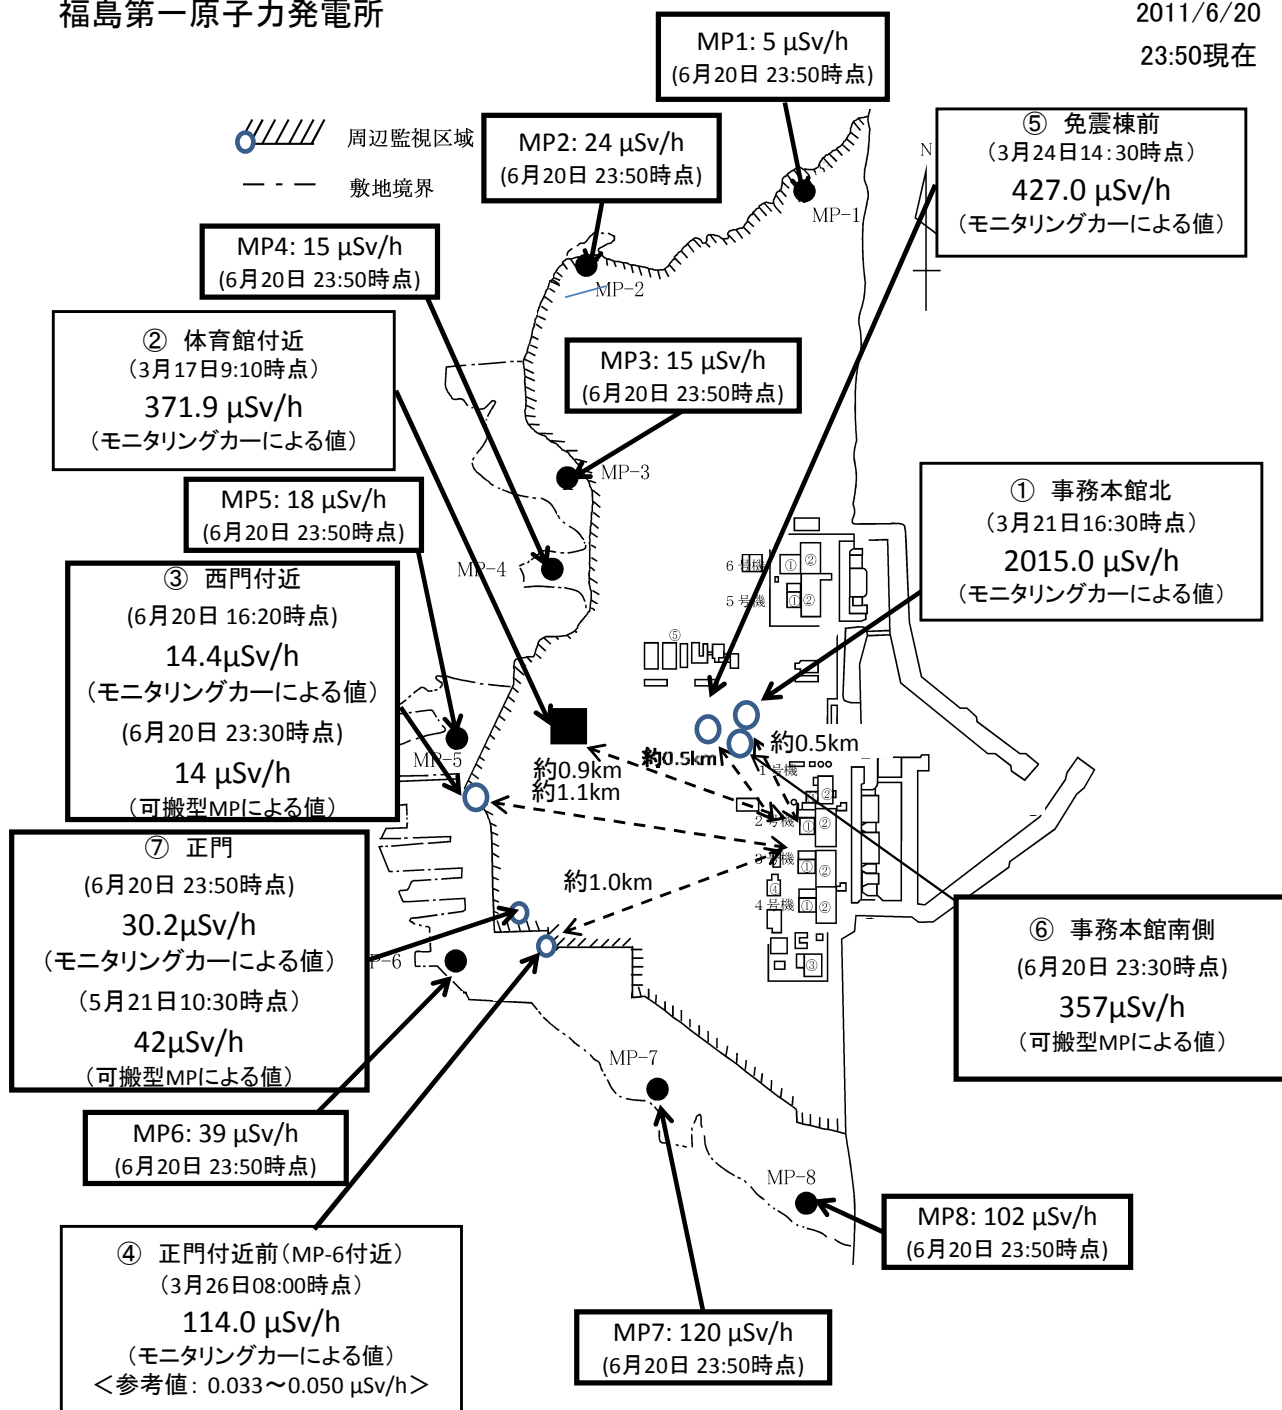 福島第一原子力発電所
2011/6/20
23:50現在
周辺監視区域
敷地境界
MP1: 5 μSv/h
(6月20日 23:50時点)
MP2: 24 μSv/h
(6月20日 23:50時点)
⑤ 免震棟前
(3月24日14:30時点)
427.0 μSv/h
(モニタリングカーによる値)
N
MP-1
MP4: 15 μSv/h
(6月20日 23:50時点)
MP-2
② 体育館付近
(3月17日9:10時点)
371.9 μSv/h
(モニタリングカーによる値)
MP3: 15 μSv/h
(6月20日 23:50時点)
MP-3
MP5: 18 μSv/h
(6月20日 23:50時点)
① 事務本館北
(3月21日16:30時点)
2015.0 μSv/h
(モニタリングカーによる値)
MP-4
6号機
① ②
5号機
① ②
⑤
③ 西門付近
(6月20日 16:20時点)
14.4μSv/h
(モニタリングカーによる値)
(6月20日 23:30時点)
14 μSv/h
(可搬型MPによる値)
MP-5
約0.9km
約1.1km
約0.5km
約0.5km
1号機
②
2号機
① ②
3号機
① ②
④
4号機
① ②
③
約1.0km
⑦ 正門
(6月20日 23:50時点)
30.2μSv/h
(モニタリングカーによる値)
(5月21日10:30時点)
42μSv/h
(可搬型MPによる値)
P-6
⑥ 事務本館南側
(6月20日 23:30時点)
357μSv/h
(可搬型MPによる値)
MP-7
MP6: 39 μSv/h
(6月20日 23:50時点)
MP-8
MP8: 102 μSv/h
(6月20日 23:50時点)
④ 正門付近前(MP-6付近)
(3月26日08:00時点)
114.0 μSv/h
(モニタリングカーによる値)
＜参考値: 0.033～0.050 μSv/h＞
MP7: 120 μSv/h
(6月20日 23:50時点)